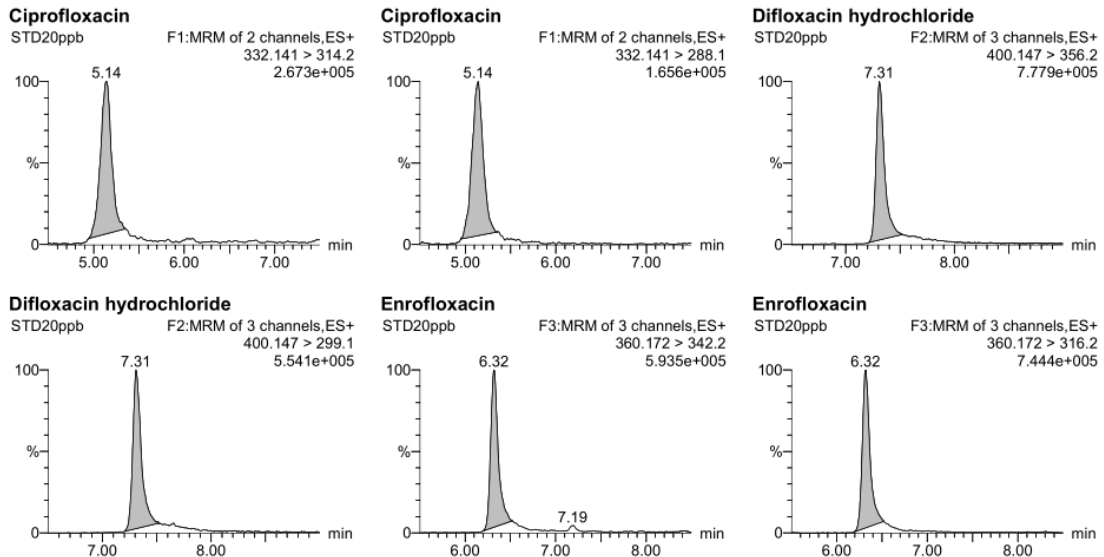 Ciprofloxacin
STD20ppb
F1:MRM of 2 channels,ES+
332.141 > 314.2
2.673e+005
100
5.14
%
0
5.00 6.00 7.00
min
Ciprofloxacin
STD20ppb
F1:MRM of 2 channels,ES+
332.141 > 288.1
1.656e+005
100
5.14
%
0
5.00 6.00 7.00
min
Difloxacin hydrochloride
STD20ppb
F2:MRM of 3 channels,ES+
400.147 > 356.2
7.779e+005
100
7.31
%
0
7.00 8.00
min
Difloxacin hydrochloride
STD20ppb
F2:MRM of 3 channels,ES+
400.147 > 299.1
5.541e+005
100
7.31
%
0
7.00 8.00
min
Enrofloxacin
STD20ppb
F3:MRM of 3 channels,ES+
360.172 > 342.2
5.935e+005
100
6.32
%
7.19
0
6.00 7.00 8.00
min
Enrofloxacin
STD20ppb
F3:MRM of 3 channels,ES+
360.172 > 316.2
7.444e+005
100
6.32
%
0
6.00 7.00 8.00
min